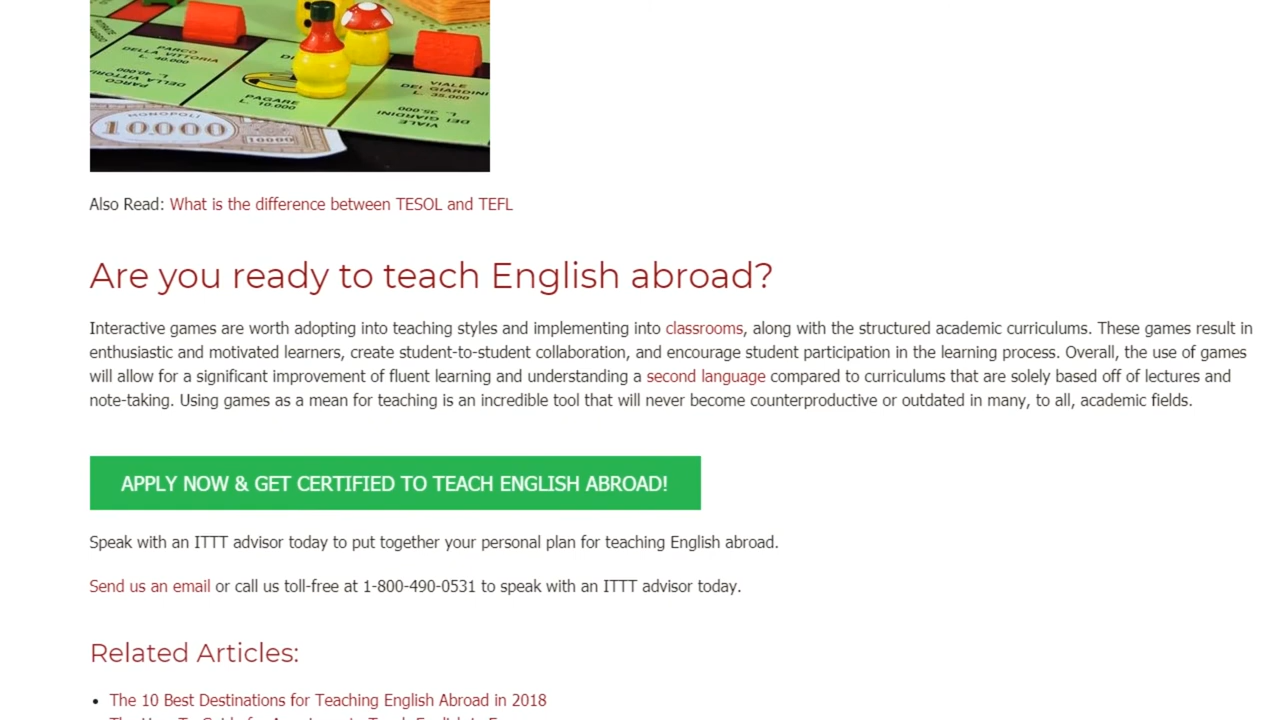 PARCO
DELLA VITTORIA
L. 40.000
PAGARE
L. 10.000
VIALE
DEI GIARDINI
L. 35.000
MONOPOLI
10.000
10000
Also Read: What is the difference between TESOL and TEFL
Are you ready to teach English abroad?
Interactive games are worth adopting into teaching styles and implementing into classrooms, along with the structured academic curriculums. These games result in
enthusiastic and motivated learners, create student-to-student collaboration, and encourage student participation in the learning process. Overall, the use of games
will allow for a significant improvement of fluent learning and understanding a second language compared to curriculums that are solely based off of lectures and
note-taking. Using games as a mean for teaching is an incredible tool that will never become counterproductive or outdated in many, to all, academic fields.
APPLY NOW & GET CERTIFIED TO TEACH ENGLISH ABROAD!
Speak with an ITTT advisor today to put together your personal plan for teaching English abroad.
Send us an email or call us toll-free at 1-800-490-0531 to speak with an ITTT advisor today.
Related Articles:
• The 10 Best Destinations for Teaching English Abroad in 2018